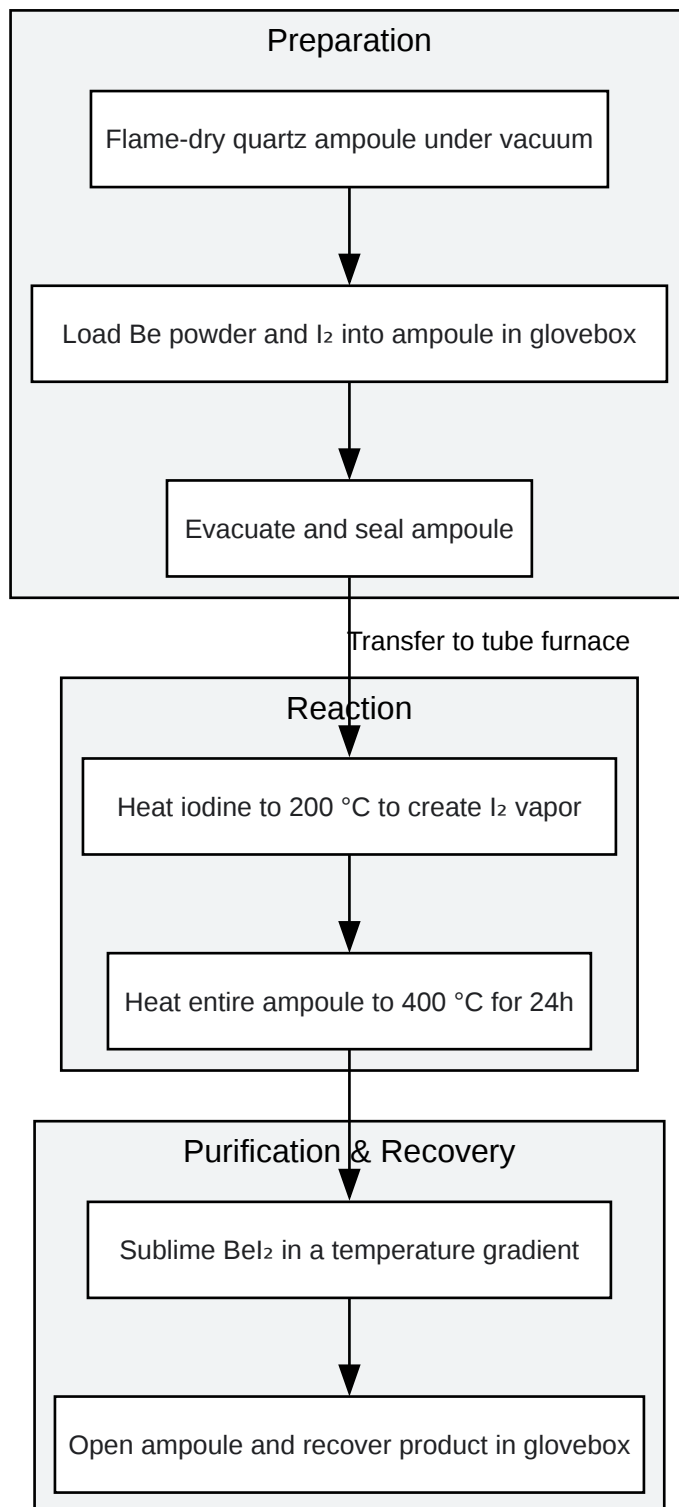 Preparation
Flame-dry quartz ampoule under vacuum
Load Be powder and I₂ into ampoule in glovebox
Evacuate and seal ampoule
Transfer to tube furnace
Reaction
Heat iodine to 200 °C to create I₂ vapor
Heat entire ampoule to 400 °C for 24h
Purification & Recovery
Sublime BeI₂ in a temperature gradient
Open ampoule and recover product in glovebox